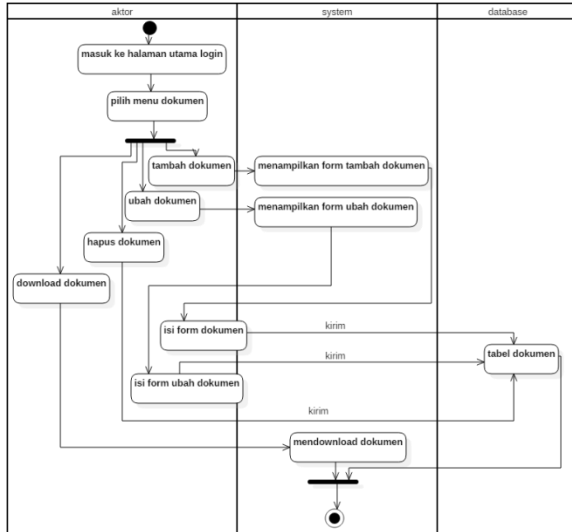 aktor
system
database
masuk ke halaman utama login
pilih menu dokumen
tambah dokumen
menampilkan form tambah dokumen
ubah dokumen
menampilkan form ubah dokumen
hapus dokumen
download dokumen
isi form dokumen
kirim
kirim
tabel dokumen
isi form ubah dokumen
kirim
mendownload dokumen